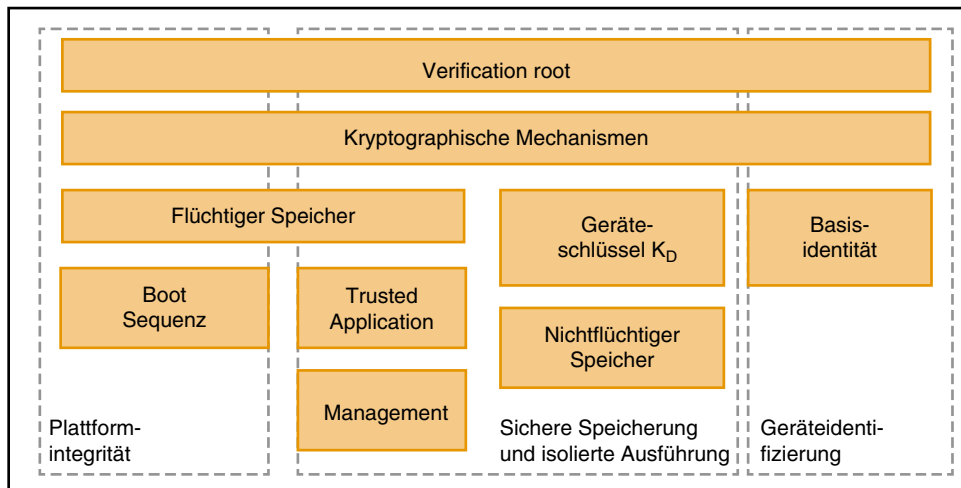 Verification root
Kryptographische Mechanismen
Flüchtiger Speicher
Geräte-
schlüssel K_D
Basis-
identität
Boot
Sequenz
Trusted
Application
Nichtflüchtiger
Speicher
Management
Plattform-
integrität
Sichere Speicherung
und isolierte Ausführung
Geräteidenti-
fizierung